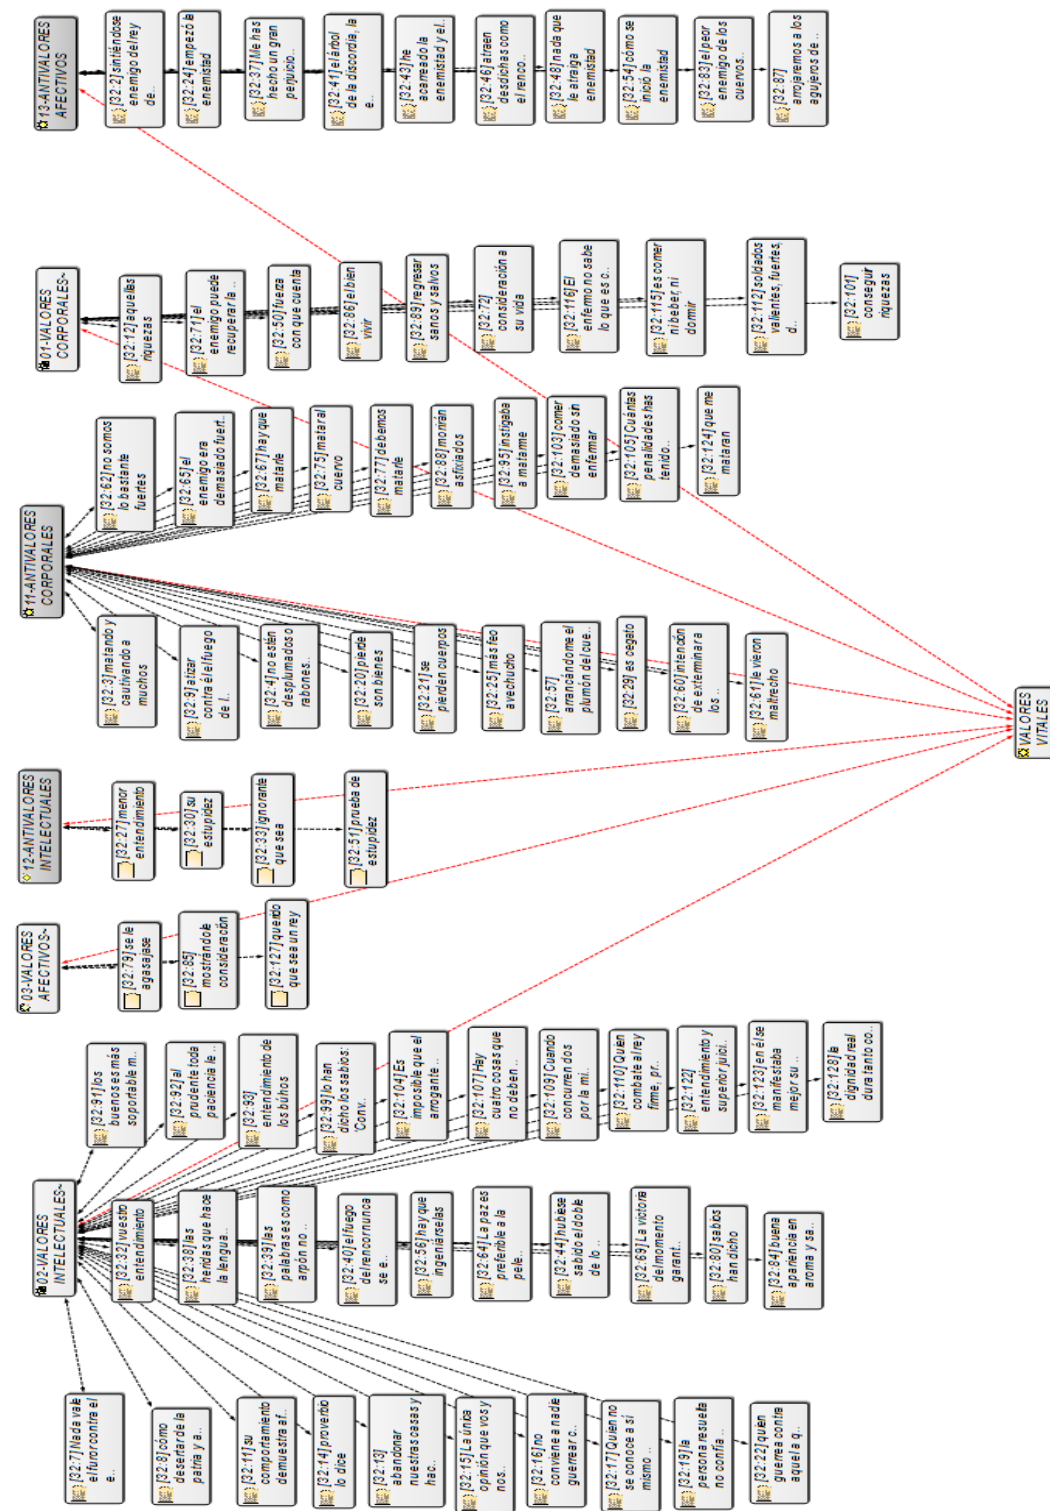 02-VALORES
INTELECTUALES~
[32:7]Nada vale
el furor contra el
e..
[32:8]cómo
desertar de la
patria y a..
[32:11]su
comportamiento
demuestra af..
[32:14]proverbio
lo dice
[32:13]
abandonar
nuestras casas y
hac..
[32:15]La única
opinión que vos y
nos..
[32:16]no
conviene a nadie
guerrear c..
[32:17]Quien no
se conoce a sí
mismo ..
[32:19]la
persona resuelta
no confía ..
[32:22]quien
guerrea contra
aquel a q..
[32:32]vuestro
entendimiento
[32:38]las
heridas que hace
la lengua..
[32:39]las
palabras es como
arpón no ..
[32:40]el fuego
del rencor nunca
se e..
[32:56]hay que
ingeniárselas
[32:64]La paz es
preferible a la
pele..
[32:44]hubiese
sabido el doble
de lo ..
[32:69]La victoria
del momento
garant..
[32:80]sabios
han dicho
[32:84]buena
apariencia en
aroma y sa..
[32:91]los
buenos es más
soportable m..
[32:92]al
prudente toda
paciencia le ..
[32:93]
entendimiento de
los búhos
[32:99]lo han
dicho los sabios:
'Conv..
[32:104]Es
imposible que el
arrogante ..
[32:107]Hay
cuatro cosas que
no deben ..
[32:109]Cuando
concurren dos
por la mi..
[32:110]Quien
combate al rey
firme, pr..
[32:122]
entendimiento y
superior juici..
[32:123]en él se
manifestaba
mejor su ..
[32:128]la
dignidad real
dura tanto co..
03-VALORES
AFECTIVOS~
[32:79]se le
agasajase
[32:85]
mostrándole
consideración
[32:127]querido
que sea un rey
12-ANTIVALORES
INTELECTUALES
[32:27]menor
entendimiento
[32:30]su
estupidez
[32:33]ignorante
que sea
[32:51]prueba de
estupidez
11-ANTIVALORES
CORPORALES
[32:3]matando y
cautivando a
muchos
[32:9]atizar
contra él el fuego
de l..
[32:4]no estén
desplumados o
rabones..
[32:20]pierde
son bienes
[32:21]se
pierden cuerpos
[32:25]más feo
avechucho
[32:57]
arrancándome el
plumón del cue..
[32:29]es cegato
[32:60]intención
de exterminar a
los ..
[32:61]le vieron
maltrecho
[32:62]no somos
lo bastante
fuertes
[32:65]el
enemigo era
demasiado fuert..
[32:67]hay que
matarle
[32:75]matar al
cuervo
[32:77]debemos
matarle
[32:88]morirán
asfixiados
[32:95]instigaba
a matarme
[32:103]comer
demasiado sin
enfermar
[32:105]Cuántas
penalidades has
tenido..
[32:124]que me
mataran
01-VALORES
CORPORALES~
[32:12]aquellas
riquezas
[32:71]el
enemigo puede
recuperar la ..
[32:50]fuerza
con que cuenta
[32:86]el bien
vivir
[32:89]regresar
sanos y salvos
[32:72]
consideración a
su vida
[32:116]El
enfermo no sabe
lo que es c..
[32:115]es comer
ni beber, ni
dormir
[32:112]soldados
valientes, fuertes,
d..
[32:101]
conseguir
riquezas
13-ANTIVALORES
AFECTIVOS
[32:2]sintiéndose
enemigo del rey
de..
[32:24]empezó la
enemistad
[32:37]Me has
hecho un gran
perjuicio..
[32:41]el árbol
de la discordia, la
e..
[32:43]he
acarreado la
enemistad y el..
[32:46]atraen
desdichas como
el renco..
[32:48]nada que
le atraiga
enemistad
[32:54]cómo se
inició la
enemistad
[32:83]el peor
enemigo de los
cuervos.
[32:87]
arrojaremos a los
agujeros de ..
VALORES
VITALES